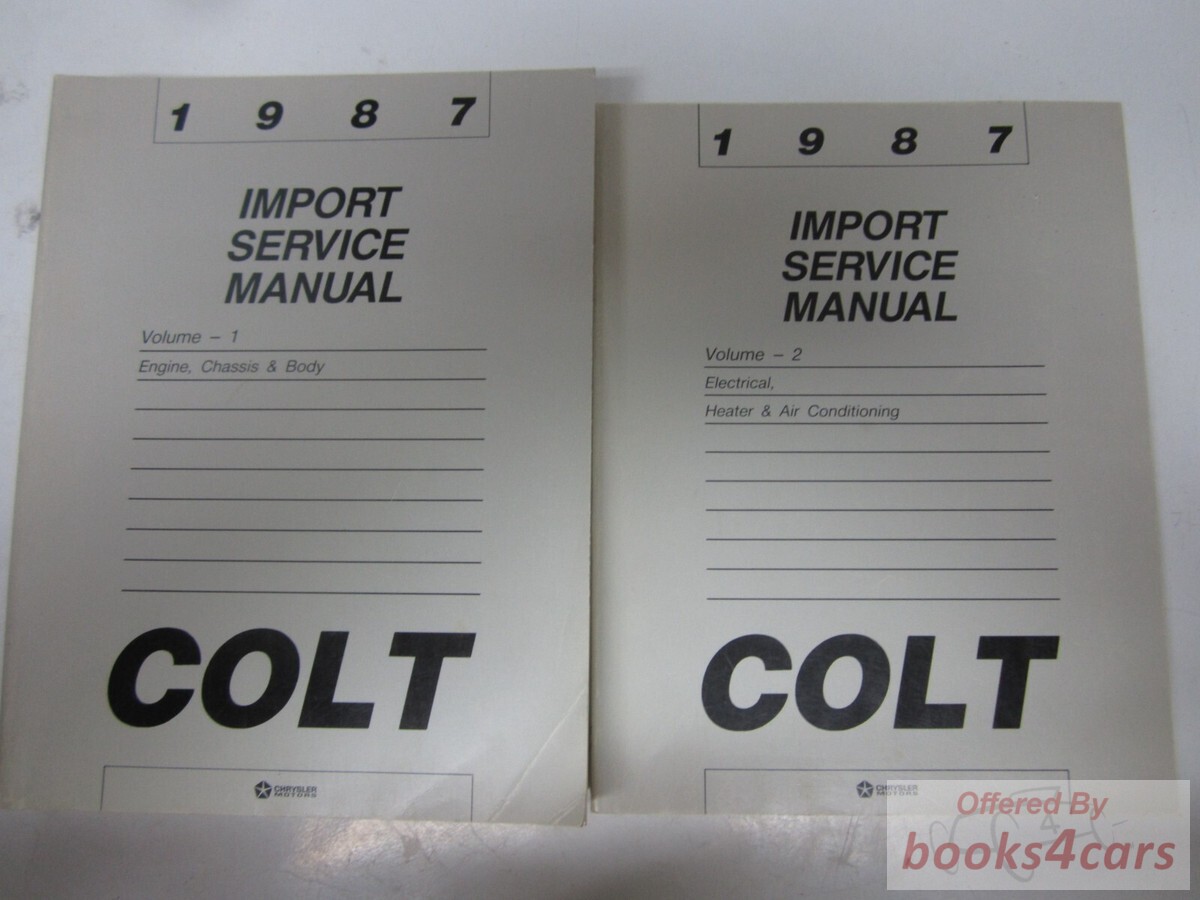 1 9 8 7
IMPORT
SERVICE
MANUAL
Volume – 1
Engine, Chassis & Body
COLT
CHRYSLER
MOTORS
1 9 8 7
IMPORT
SERVICE
MANUAL
Volume – 2
Electrical,
Heater & Air Conditioning
COLT
CHRYSLER
MOTORS
Offered By
books4cars